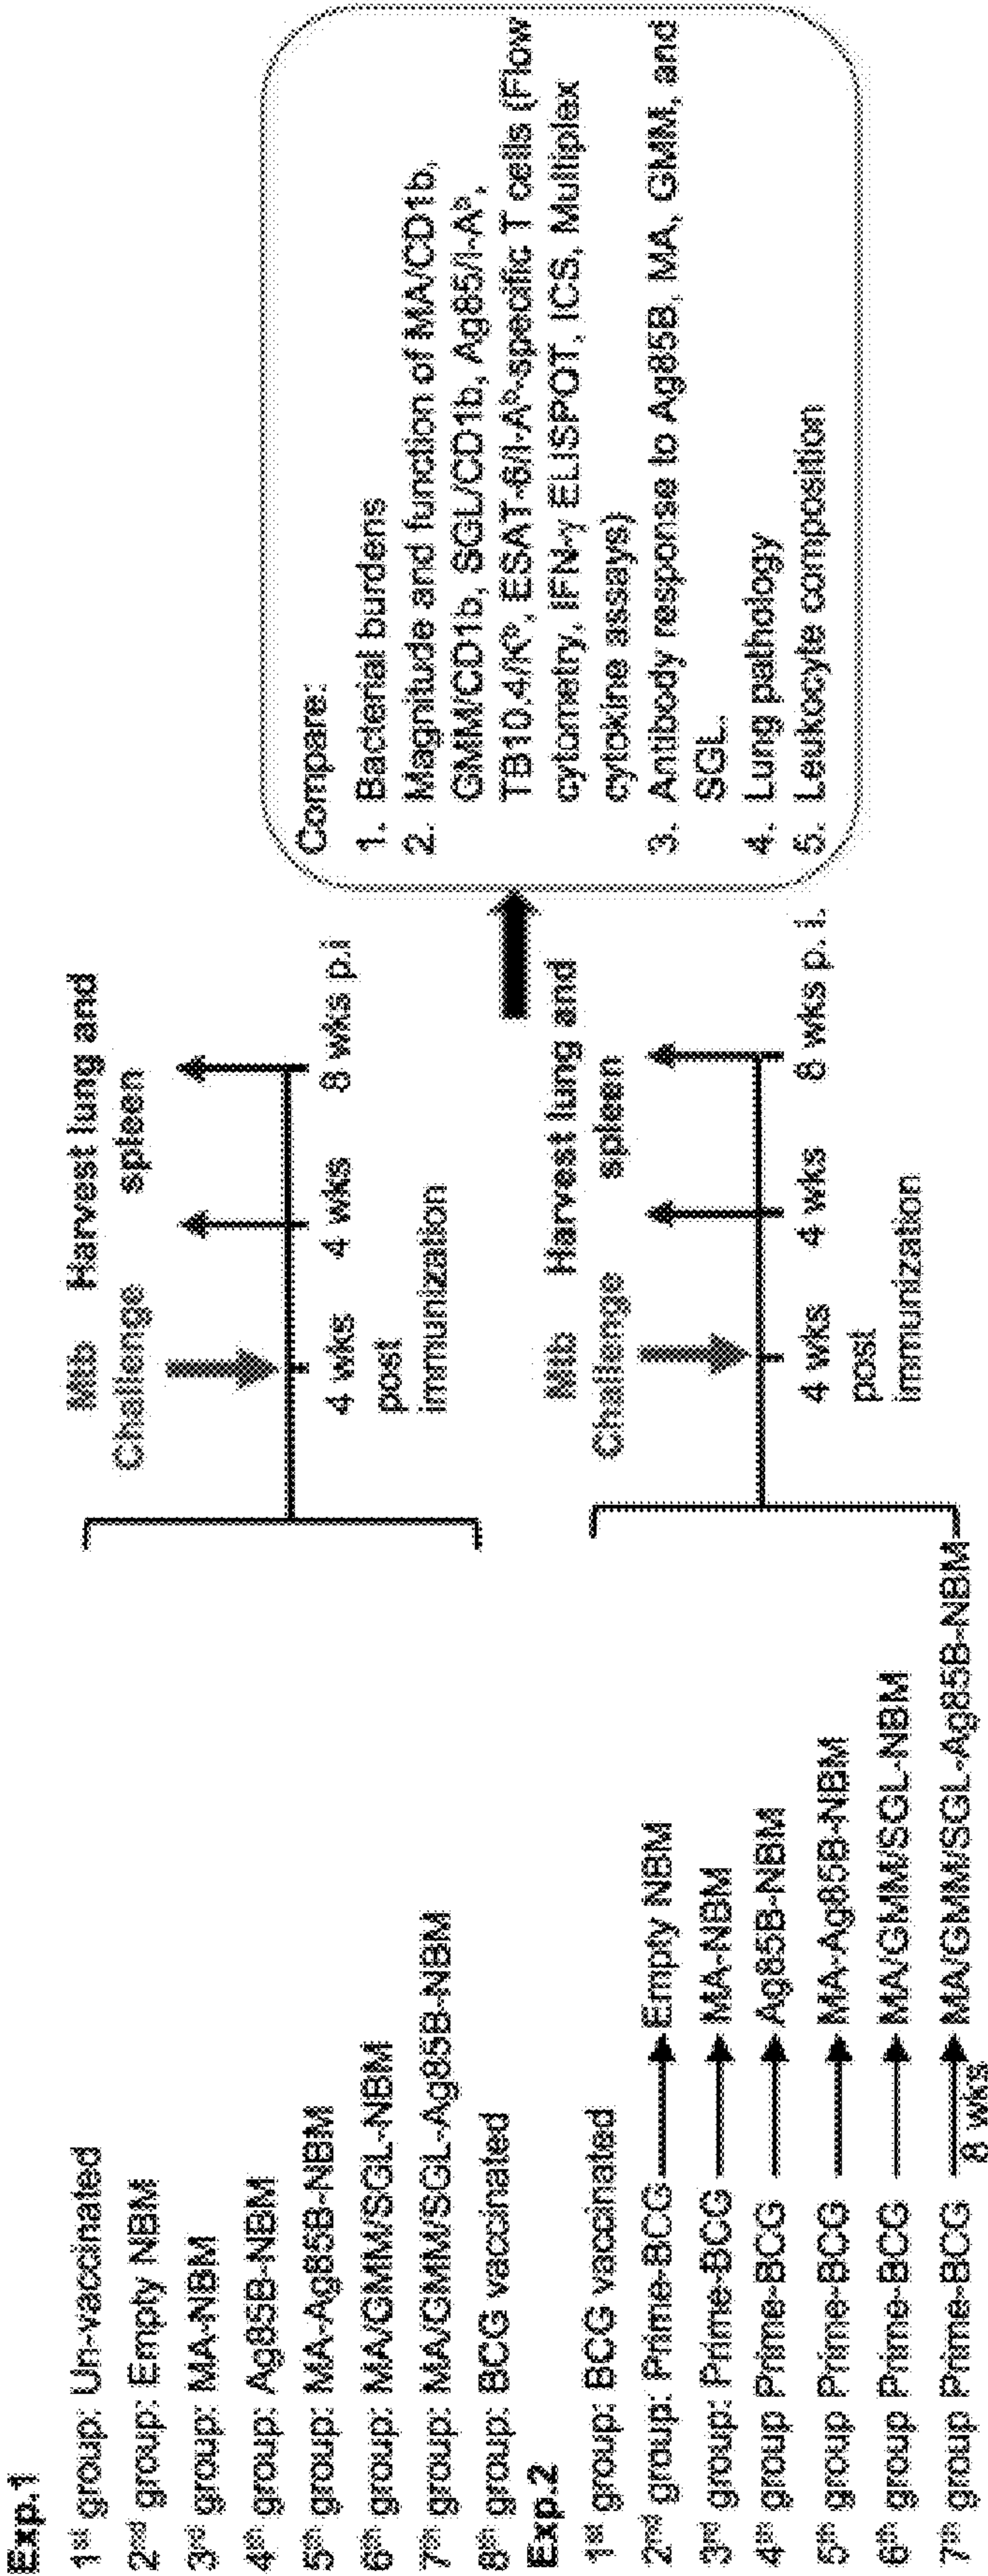 Exp.1
1st group: Un-vaccinated
2nd group: Empty NBM
3rd group: MA-NBM
4th group: Ag85B-NBM
5th group: MA-Ag85B-NBM
6th group: MA/GMM/SGL-NBM
7th group: MA/GMM/SGL-Ag85B-NBM
8th group: BCG vaccinated
Mtb
Challenge
Harvest lung and
spleen
4 wks
post
immunization
4 wks
8 wks p.i
Exp.2
1st group: BCG vaccinated
2nd group: Prime-BCG Empty NBM
3rd group: Prime-BCG MA-NBM
4th group Prime-BCG Ag85B-NBM
5th group Prime-BCG MA-Ag85B-NBM
6th group Prime-BCG MA/GMM/SGL-NBM
7th group Prime-BCG MA/GMM/SGL-Ag85B-NBM
8 wks
Mtb
Challenge
Harvest lung and
spleen
4 wks
post
immunization
4 wks
8 wks p. i.
Compare:
1. Bacterial burdens
2. Magnitude and function of MA/CD1b,
GMM/CD1b, SGL/CD1b, Ag85/I-Ab,
TB10.4/Kb, ESAT-6/I-Ab-specific T cells (Flow
cytometry, IFN-γ ELISPOT, ICS, Multiplex
cytokine assays)
3. Antibody response to Ag85B, MA, GMM, and
SGL.
4. Lung pathology
5. Leukocyte composition